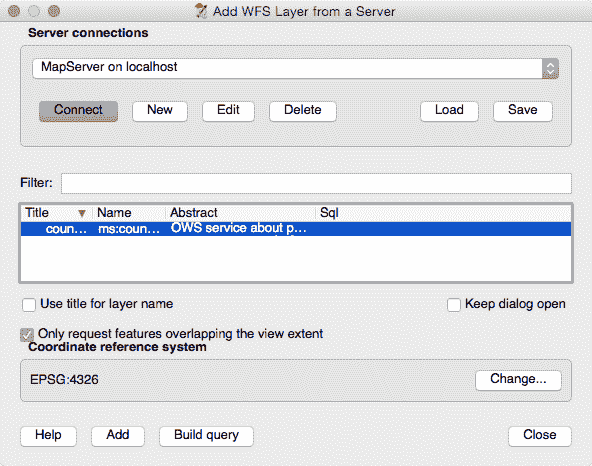 Add WFS Layer from a Server
Server connections
MapServer on localhost
Connect New Edit Delete Load Save
Filter:
Title Name Abstract Sql
coun... ms:coun... OWS service about p...
Use title for layer name Keep dialog open
Only request features overlapping the view extent
Coordinate reference system
EPSG:4326 Change...
Help Add Build query Close